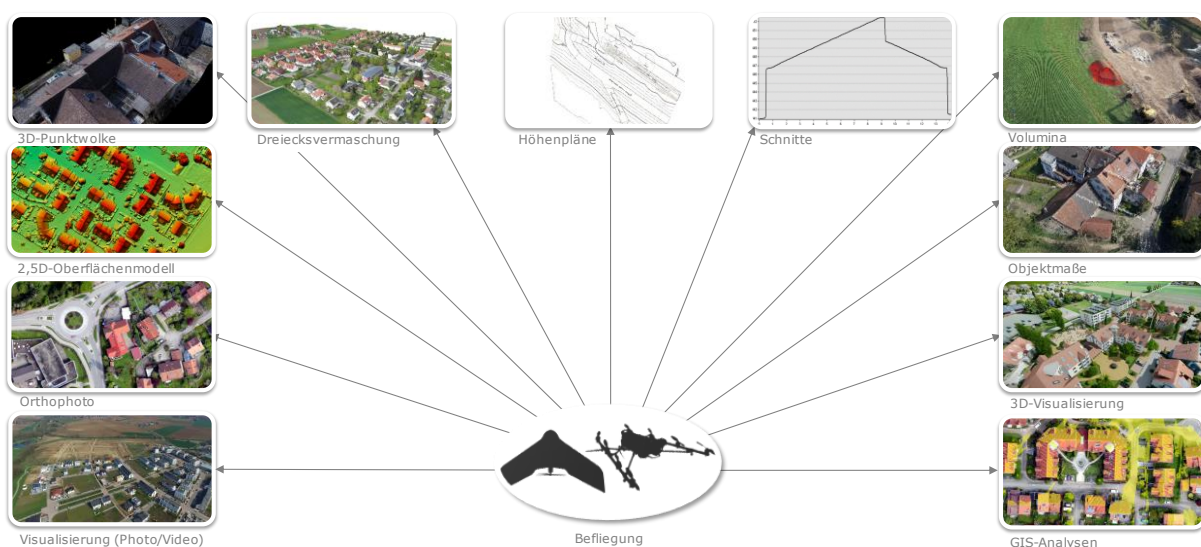 3D-Punktwolke
Dreiecksvermaschung
Höhenpläne
Schnitte
Volumina
2,5D-Oberflächenmodell
Objektmaße
Orthophoto
3D-Visualisierung
Visualisierung (Photo/Video)
Befliegung
GIS-Analysen